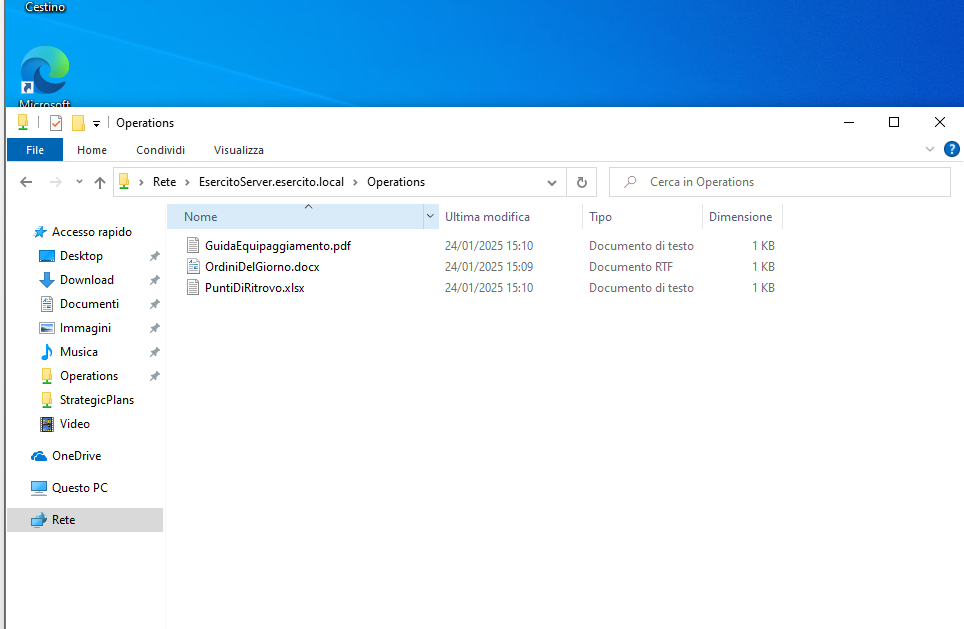 Cestino
Microsoft
Operations
File Home Condividi Visualizza
Rete EsercitoServer.esercito.local Operations Cerca in Operations
Nome Ultima modifica Tipo Dimensione
GuidaEquipaggiamento.pdf 24/01/2025 15:10 Documento di testo 1 KB
OrdiniDelGiorno.docx 24/01/2025 15:09 Documento RTF 1 KB
PuntiDiRitrovo.xlsx 24/01/2025 15:10 Documento di testo 1 KB
Accesso rapido
Desktop
Download
Documenti
Immagini
Musica
Operations
StrategicPlans
Video
OneDrive
Questo PC
Rete